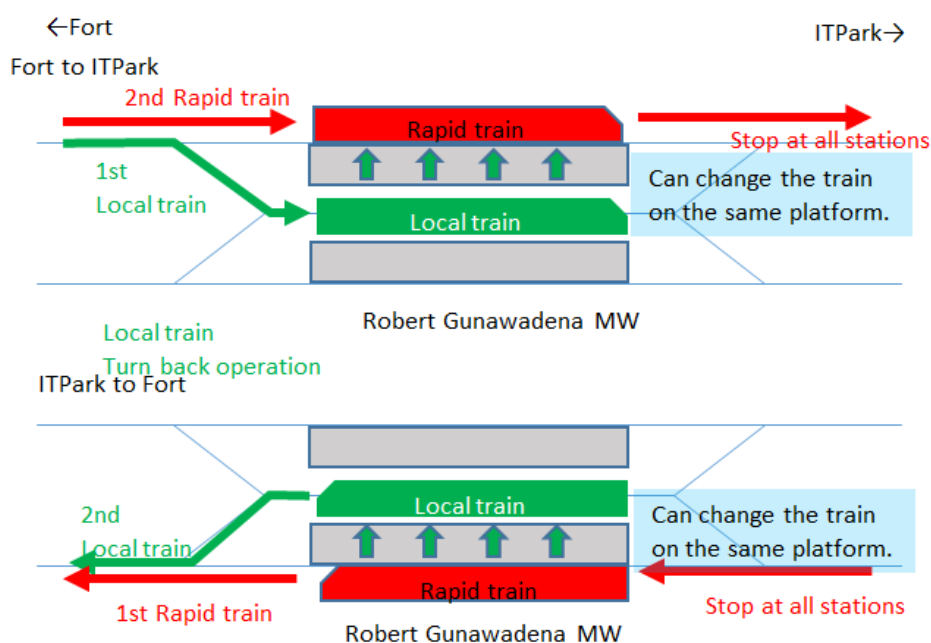 ←Fort
ITPark→
Fort to ITPark
2nd Rapid train
Rapid train
Stop at all stations
1st
Local train
Can change the train
on the same platform.
Local train
Robert Gunawadena MW
Local train
Turn back operation
ITPark to Fort
Local train
2nd
Local train
Can change the train
on the same platform.
Rapid train
1st Rapid train
Stop at all stations
Robert Gunawadena MW